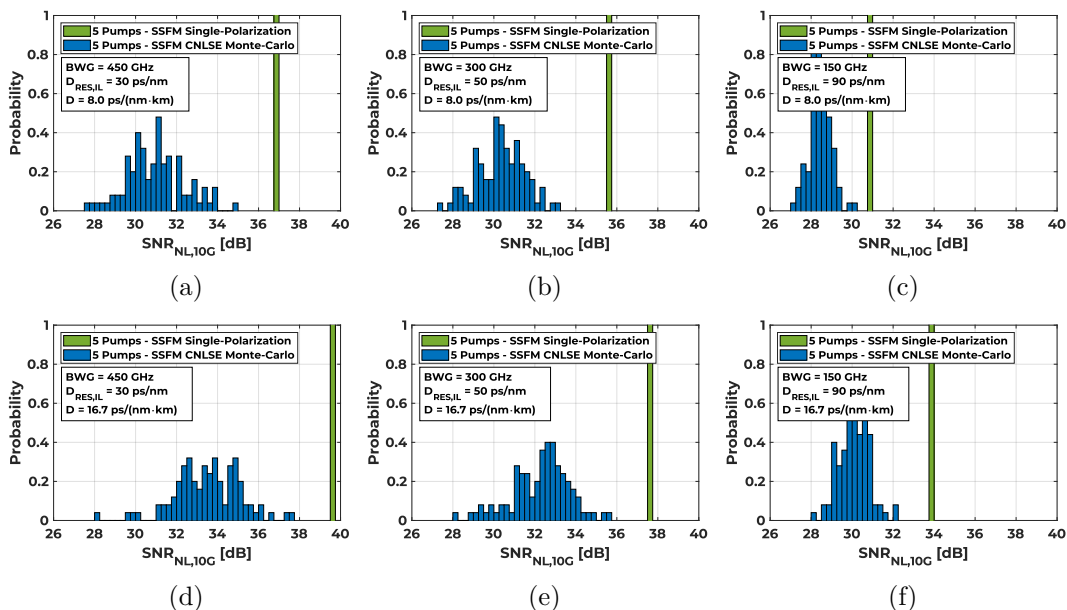 5 Pumps - SSFM Single-Polarization
5 Pumps - SSFM CNLSE Monte-Carlo
BWG = 450 GHz
D_RES,IL = 30 ps/nm
D = 8.0 ps/(nm·km)
Probability
1
0.8
0.6
0.4
0.2
0
26 28 30 32 34 36 38 40
SNR_NL,10G [dB]
(a)
5 Pumps - SSFM Single-Polarization
5 Pumps - SSFM CNLSE Monte-Carlo
BWG = 300 GHz
D_RES,IL = 50 ps/nm
D = 8.0 ps/(nm·km)
Probability
1
0.8
0.6
0.4
0.2
0
26 28 30 32 34 36 38 40
SNR_NL,10G [dB]
(b)
5 Pumps - SSFM Single-Polarization
5 Pumps - SSFM CNLSE Monte-Carlo
BWG = 150 GHz
D_RES,IL = 90 ps/nm
D = 8.0 ps/(nm·km)
Probability
1
0.8
0.6
0.4
0.2
0
26 28 30 32 34 36 38 40
SNR_NL,10G [dB]
(c)
5 Pumps - SSFM Single-Polarization
5 Pumps - SSFM CNLSE Monte-Carlo
BWG = 450 GHz
D_RES,IL = 30 ps/nm
D = 16.7 ps/(nm·km)
Probability
1
0.8
0.6
0.4
0.2
0
26 28 30 32 34 36 38 40
SNR_NL,10G [dB]
(d)
5 Pumps - SSFM Single-Polarization
5 Pumps - SSFM CNLSE Monte-Carlo
BWG = 300 GHz
D_RES,IL = 50 ps/nm
D = 16.7 ps/(nm·km)
Probability
1
0.8
0.6
0.4
0.2
0
26 28 30 32 34 36 38 40
SNR_NL,10G [dB]
(e)
5 Pumps - SSFM Single-Polarization
5 Pumps - SSFM CNLSE Monte-Carlo
BWG = 150 GHz
D_RES,IL = 90 ps/nm
D = 16.7 ps/(nm·km)
Probability
1
0.8
0.6
0.4
0.2
0
26 28 30 32 34 36 38 40
SNR_NL,10G [dB]
(f)